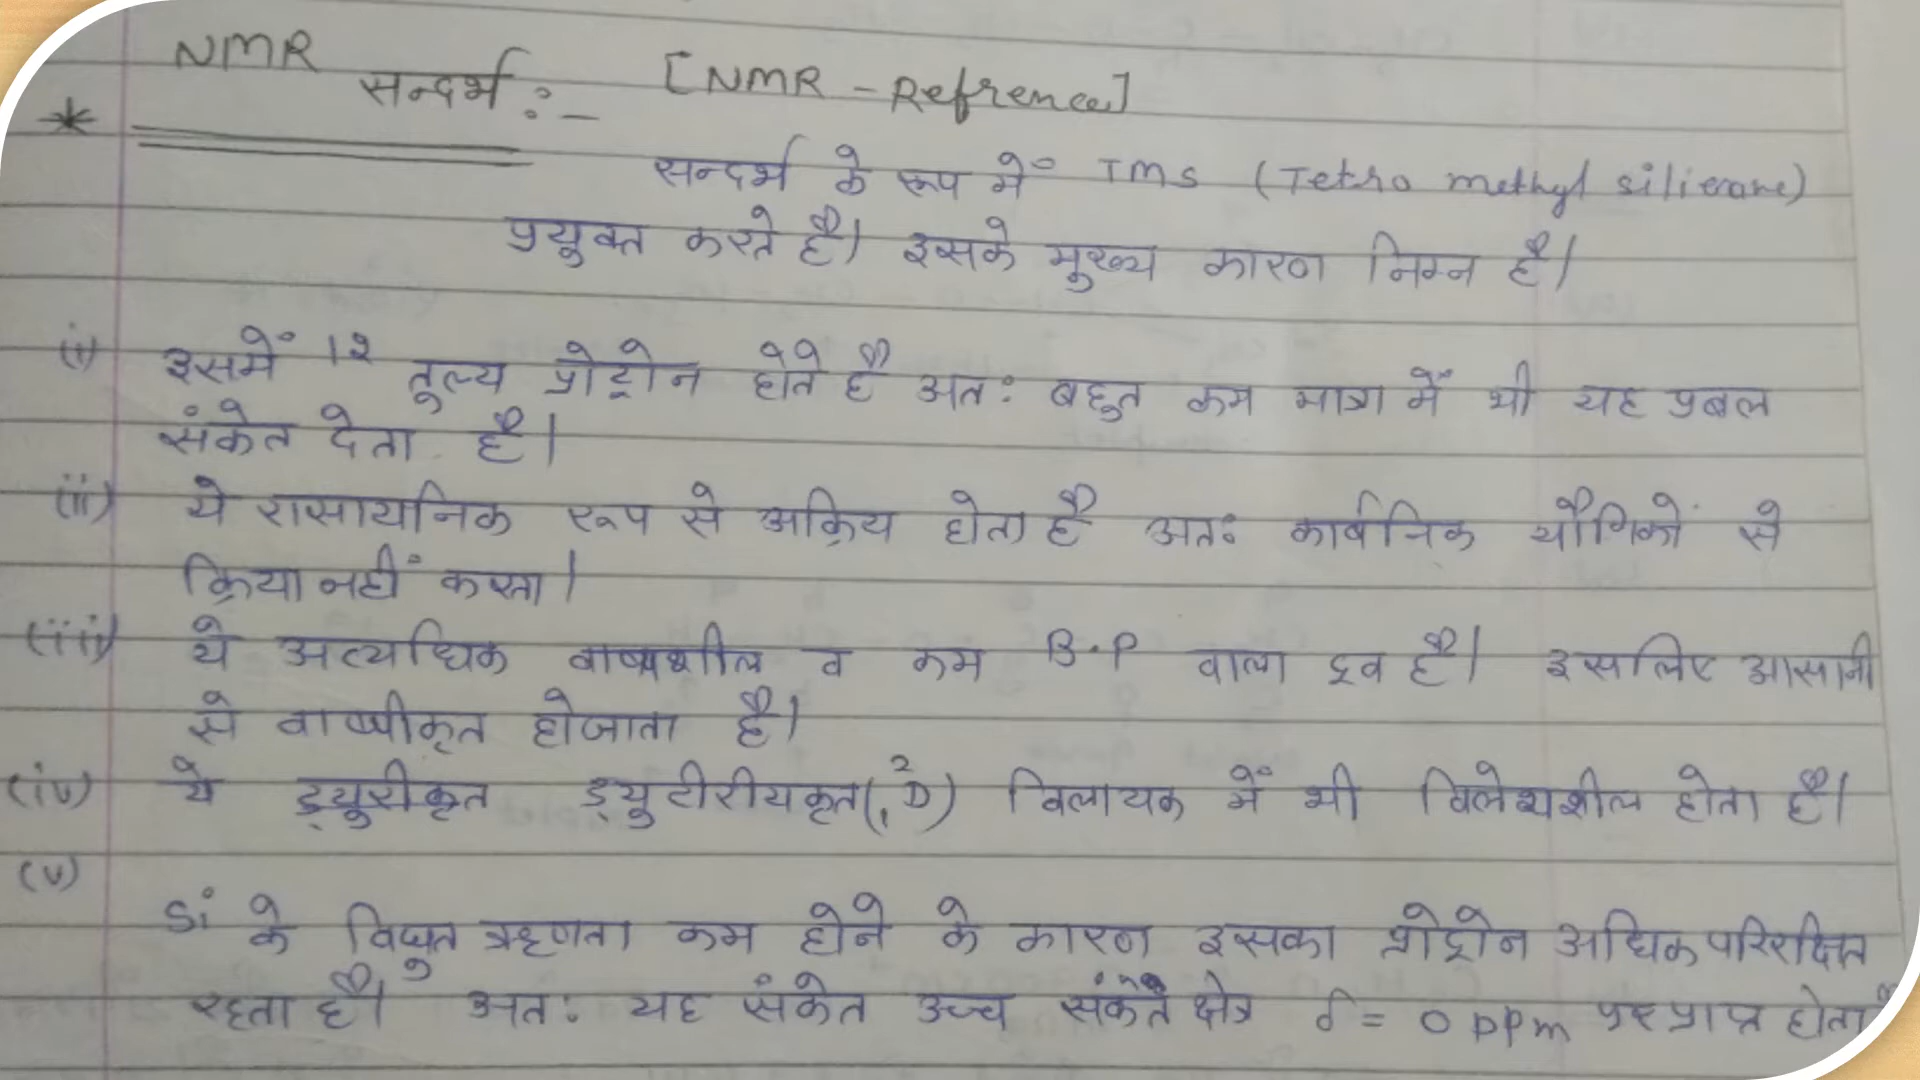 NMR
सन्दर्भ :- [NMR - Refrence]
*
सन्दर्भ के रूप में TMS (Tetra methyl siliene)
प्रयुक्त करते है। इसके मुख्य कारण निम्न है।
(i) इसमें 12 तुल्य प्रोट्रोन होते है अतः बहुत कम मात्रा में भी यह प्रबल
संकेत देता है।
(ii) ये रासायनिक रूप से अक्रिय होता है अतः कार्बनिक यौगिकों से
क्रिया नहीं करता।
(iii) ये अत्यधिक वाष्पशील व कम B.P वाला द्रव है। इसलिए आसानी
से वाष्पीकृत होजाता है।
(iv) ये ड्यूरीकृत ड्युटीरीयकृत(²₁D) विलायक में भी विलेयशील होता है।
(v)
Si के विधुत ऋणता कम होने के कारण इसका प्रोट्रोन अधिक परिरक्षित
रहता है। अतः यह संकेत उच्च संकेत क्षेत्र δ = 0 ppm पर प्राप्त होता